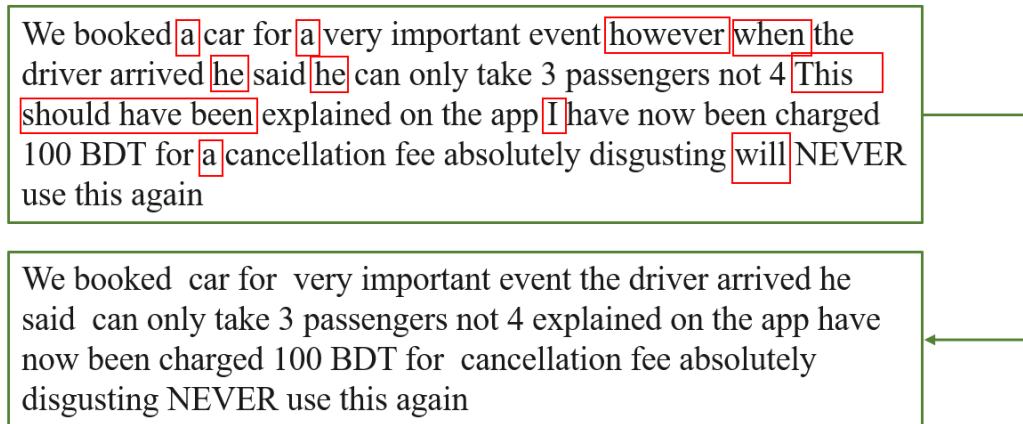 We booked a car for a very important event however when the
driver arrived he said he can only take 3 passengers not 4 This
should have been explained on the app I have now been charged
100 BDT for a cancellation fee absolutely disgusting will NEVER
use this again
We booked car for very important event the driver arrived he
said can only take 3 passengers not 4 explained on the app have
now been charged 100 BDT for cancellation fee absolutely
disgusting NEVER use this again